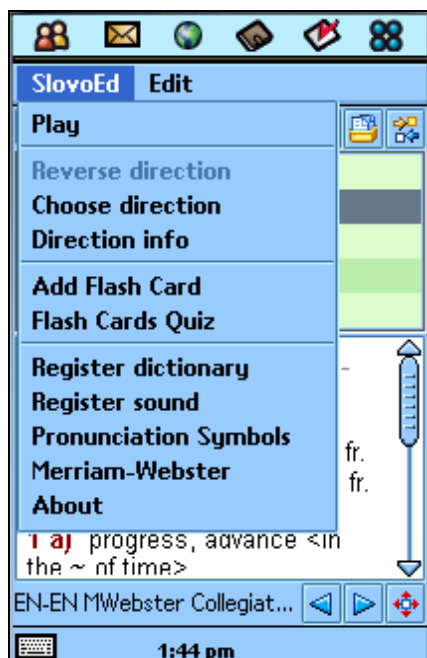 SlovoEd Edit
Play
Reverse direction
Choose direction
Direction info
Add Flash Card
Flash Cards Quiz
Register dictionary
Register sound
Pronunciation Symbols
Merriam-Webster
About
fr.
fr.
1 a) progress, advance <in
the ~ of time>
EN-EN MWebster Collegiat...
1:44 pm